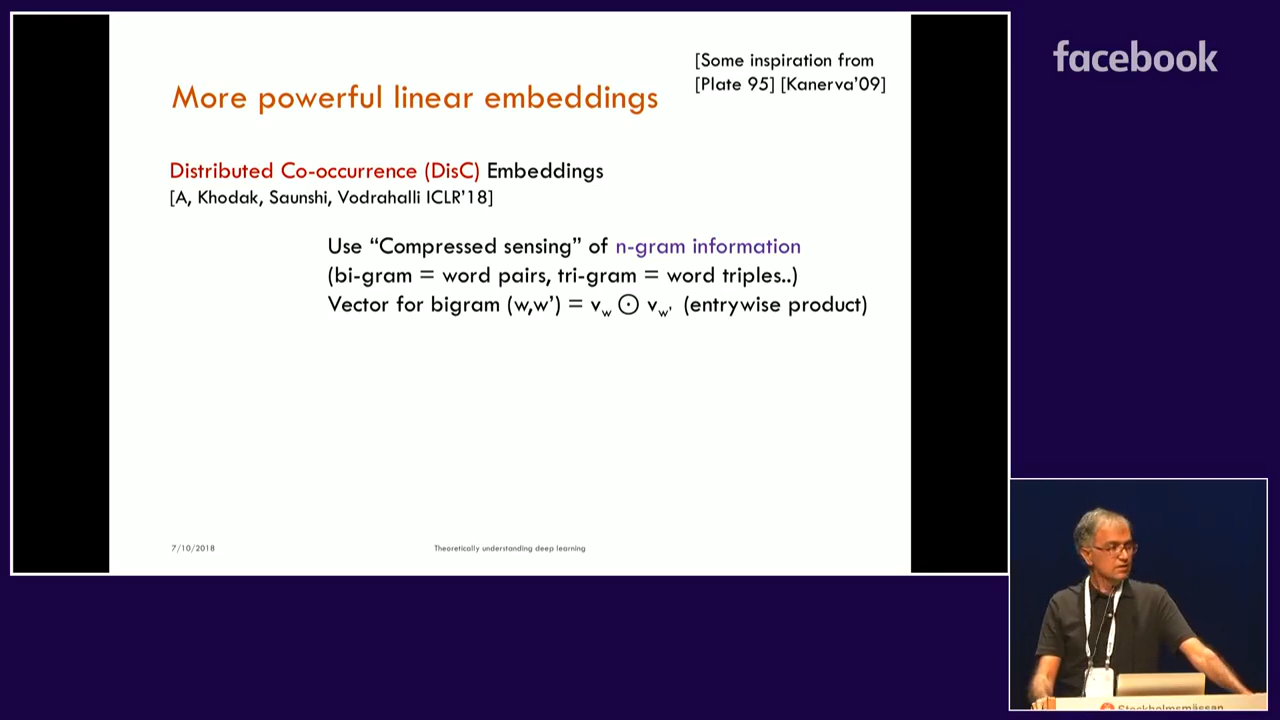 [Some inspiration from
[Plate 95] [Kanerva’09]
facebook
More powerful linear embeddings
Distributed Co-occurrence (DisC) Embeddings
[A, Khodak, Saunshi, Vodrahalli ICLR’18]
Use “Compressed sensing” of n-gram information
(bi-gram = word pairs, tri-gram = word triples..)
Vector for bigram (w,w’) = vw ⊙ vw’ (entrywise product)
7/10/2018
Theoretically understanding deep learning
Stockholmsmässan